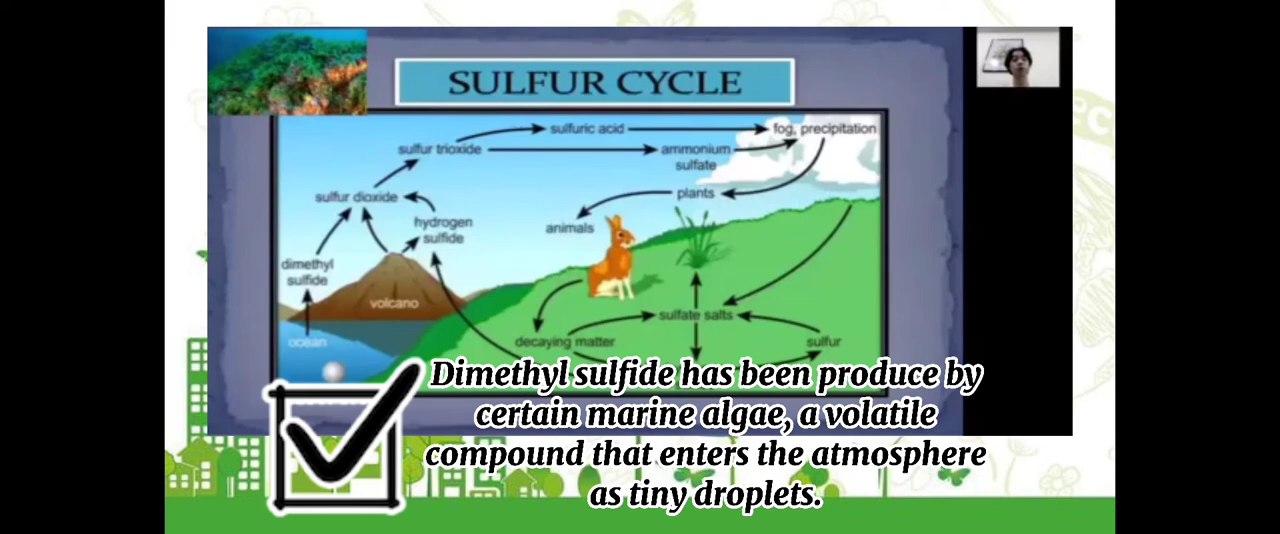 SULFUR CYCLE
sulfuric acid
fog, precipitation
sulfur trioxide
ammonium
sulfate
sulfur dioxide
plants
hydrogen
sulfide
animals
dimethyl
sulfide
volcano
sulfate salts
ocean
decaying matter
sulfur
Dimethyl sulfide has been produce by
certain marine algae, a volatile
compound that enters the atmosphere
as tiny droplets.